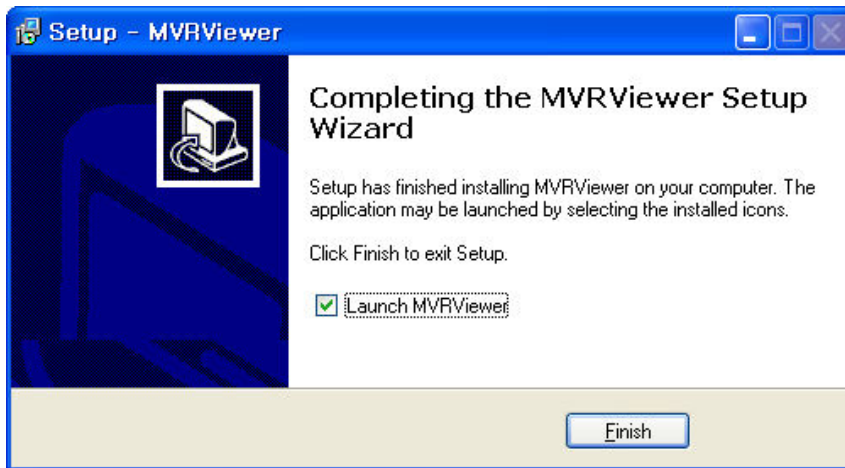 Setup - MVRViewer
Completing the MVRViewer Setup
Wizard
Setup has finished installing MVRViewer on your computer. The
application may be launched by selecting the installed icons.
Click Finish to exit Setup.
Launch MVRViewer
Finish